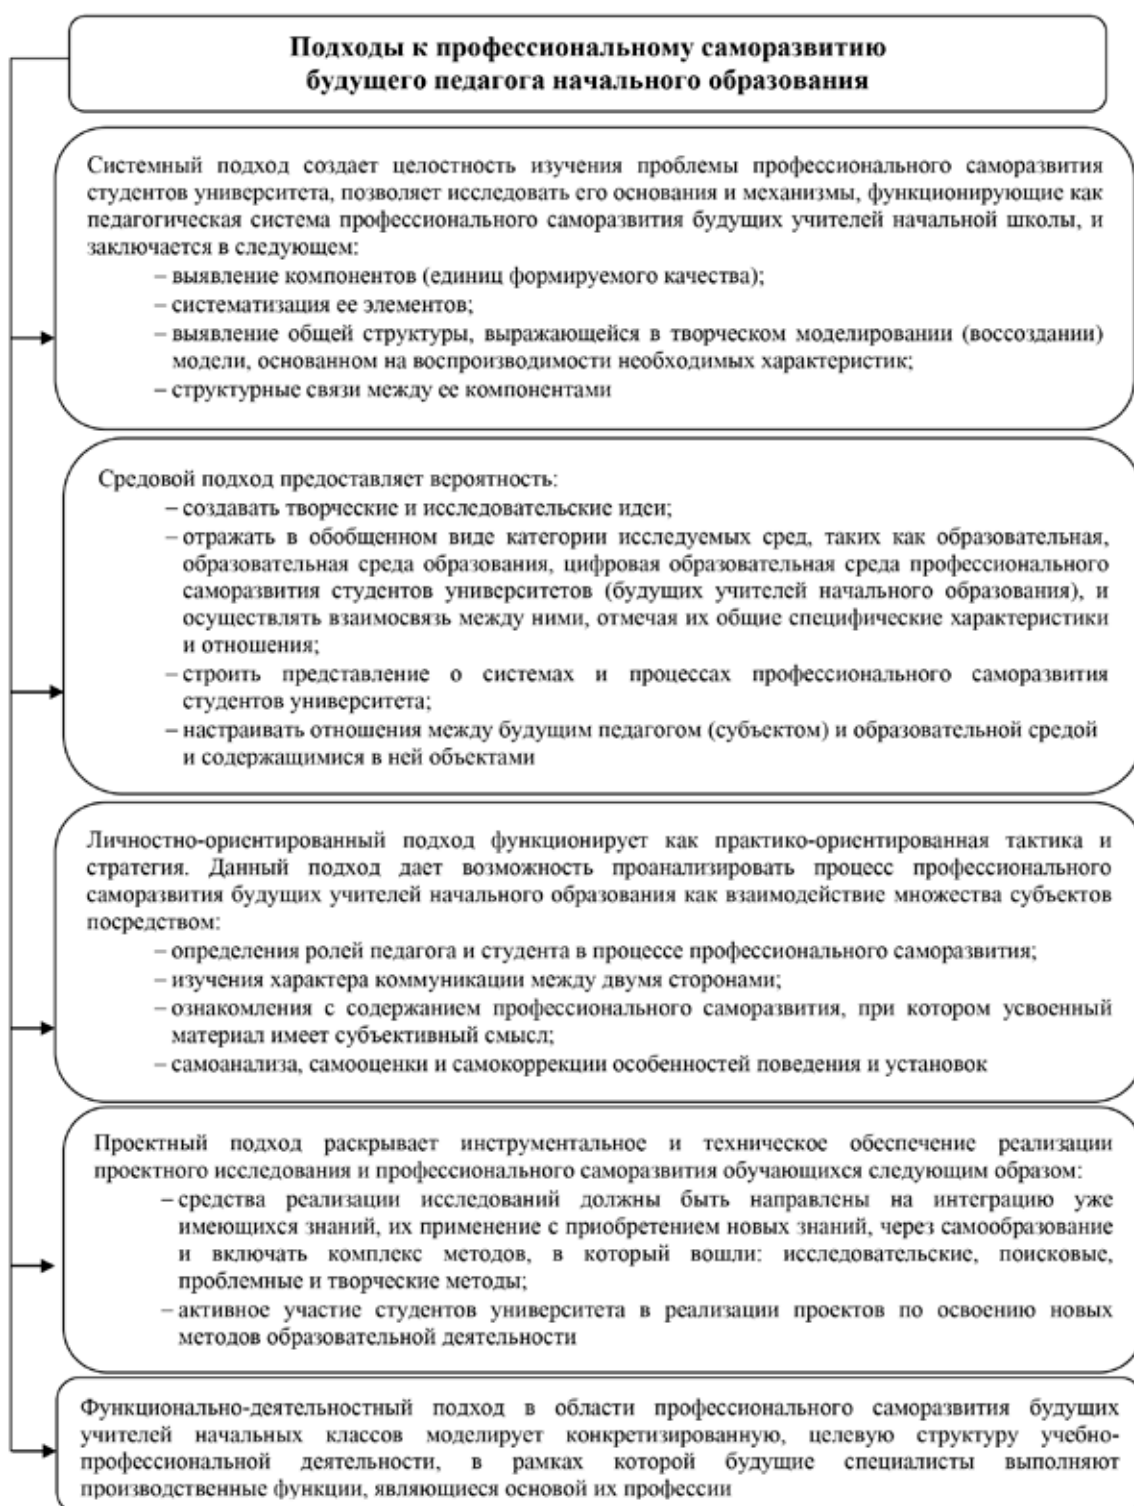 Подходы к профессиональному саморазвитию
будущего педагога начального образования
Системный подход создает целостность изучения проблемы профессионального саморазвития
студентов университета, позволяет исследовать его основания и механизмы, функционирующие как
педагогическая система профессионального саморазвития будущих учителей начальной школы, и
заключается в следующем:
– выявление компонентов (единиц формируемого качества);
– систематизация ее элементов;
– выявление общей структуры, выражающейся в творческом моделировании (воссоздании)
модели, основанном на воспроизводимости необходимых характеристик;
– структурные связи между ее компонентами
Средовой подход предоставляет вероятность:
– создавать творческие и исследовательские идеи;
– отражать в обобщенном виде категории исследуемых сред, таких как образовательная,
образовательная среда образования, цифровая образовательная среда профессионального
саморазвития студентов университетов (будущих учителей начального образования), и
осуществлять взаимосвязь между ними, отмечая их общие специфические характеристики
и отношения;
– строить представление о системах и процессах профессионального саморазвития
студентов университета;
– настраивать отношения между будущим педагогом (субъектом) и образовательной средой
и содержащимися в ней объектами
Личностно-ориентированный подход функционирует как практико-ориентированная тактика и
стратегия. Данный подход дает возможность проанализировать процесс профессионального
саморазвития будущих учителей начального образования как взаимодействие множества субъектов
посредством:
– определения ролей педагога и студента в процессе профессионального саморазвития;
– изучения характера коммуникации между двумя сторонами;
– ознакомления с содержанием профессионального саморазвития, при котором усвоенный
материал имеет субъективный смысл;
– самоанализа, самооценки и самокоррекции особенностей поведения и установок
Проектный подход раскрывает инструментальное и техническое обеспечение реализации
проектного исследования и профессионального саморазвития обучающихся следующим образом:
– средства реализации исследований должны быть направлены на интеграцию уже
имеющихся знаний, их применение с приобретением новых знаний, через самообразование
и включать комплекс методов, в который вошли: исследовательские, поисковые,
проблемные и творческие методы;
– активное участие студентов университета в реализации проектов по освоению новых
методов образовательной деятельности
Функционально-деятельностный подход в области профессионального саморазвития будущих
учителей начальных классов моделирует конкретизированную, целевую структуру учебно-
профессиональной деятельности, в рамках которой будущие специалисты выполняют
производственные функции, являющиеся основой их профессии